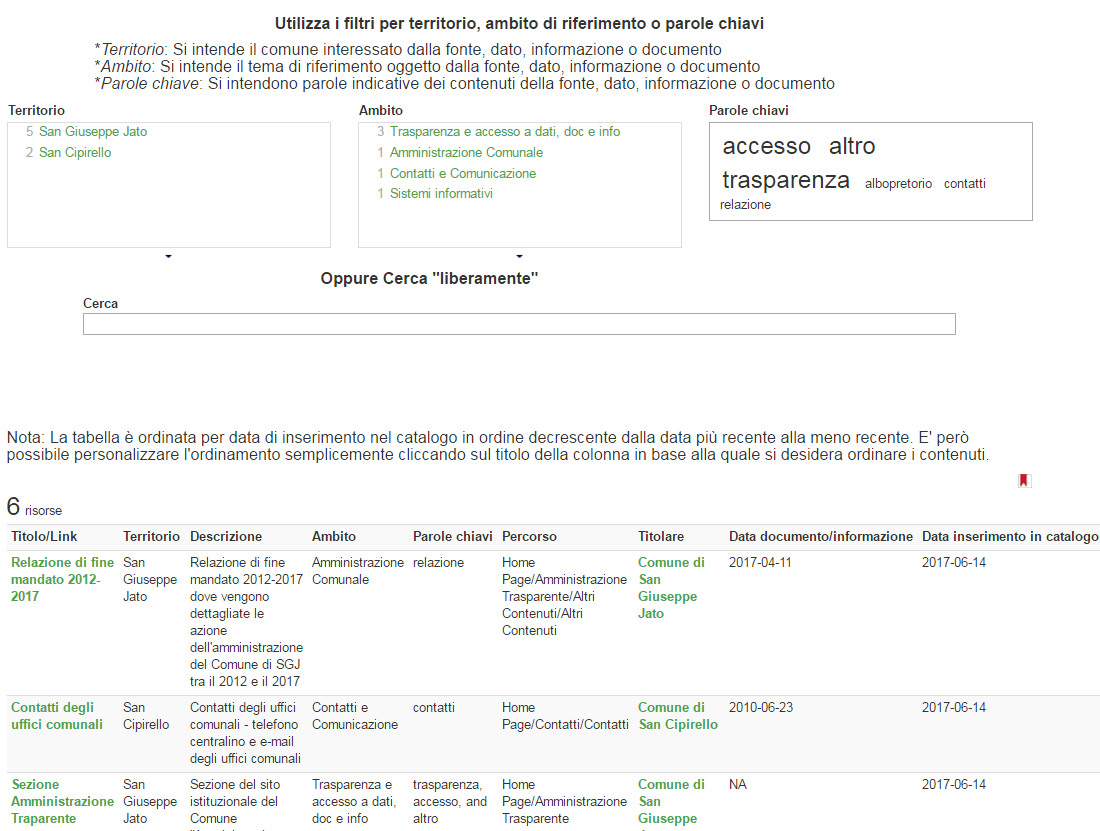 Utilizza i filtri per territorio, ambito di riferimento o parole chiavi
*Territorio: Si intende il comune interessato dalla fonte, dato, informazione o documento
*Ambito: Si intende il tema di riferimento oggetto dalla fonte, dato, informazione o documento
*Parole chiave: Si intendono parole indicative dei contenuti della fonte, dato, informazione o documento
Territorio
5 San Giuseppe Jato
2 San Cipirello
Ambito
3 Trasparenza e accesso a dati, doc e info
1 Amministrazione Comunale
1 Contatti e Comunicazione
1 Sistemi informativi
Parole chiavi
accesso altro
trasparenza albopretorio contatti
relazione
Oppure Cerca "liberamente"
Cerca
Nota: La tabella è ordinata per data di inserimento nel catalogo in ordine decrescente dalla data più recente alla meno recente. E' però
possibile personalizzare l'ordinamento semplicemente cliccando sul titolo della colonna in base alla quale si desidera ordinare i contenuti.
6 risorse
Titolo/Link Territorio Descrizione Ambito Parole chiavi Percorso Titolare Data documento/informazione Data inserimento in catalogo
Relazione di fine
mandato 2012-
2017
San
Giuseppe
Jato
Relazione di fine
mandato 2012-2017
dove vengono
dettagliate le
azione
dell'amministrazione
del Comune di SGJ
tra il 2012 e il 2017
Amministrazione
Comunale
relazione
Home
Page/Amministrazione
Trasparente/Altri
Contenuti/Altri
Contenuti
Comune di
San
Giuseppe
Jato
2017-04-11
2017-06-14
Contatti degli
uffici comunali
San
Cipirello
Contatti degli uffici
comunali - telefono
centralino e e-mail
degli uffici comunali
Contatti e
Comunicazione
contatti
Home
Page/Contatti/Contatti
Comune di
San Cipirello
2010-06-23
2017-06-14
Sezione
Amministrazione
Traparente
San
Giuseppe
Jato
Sezione del sito
istituzionale del
Comune
Trasparenza e
accesso a dati,
doc e info
trasparenza,
accesso, and
altro
Home
Page/Amministrazione
Trasparente
Comune di
San
Giuseppe
NA
2017-06-14